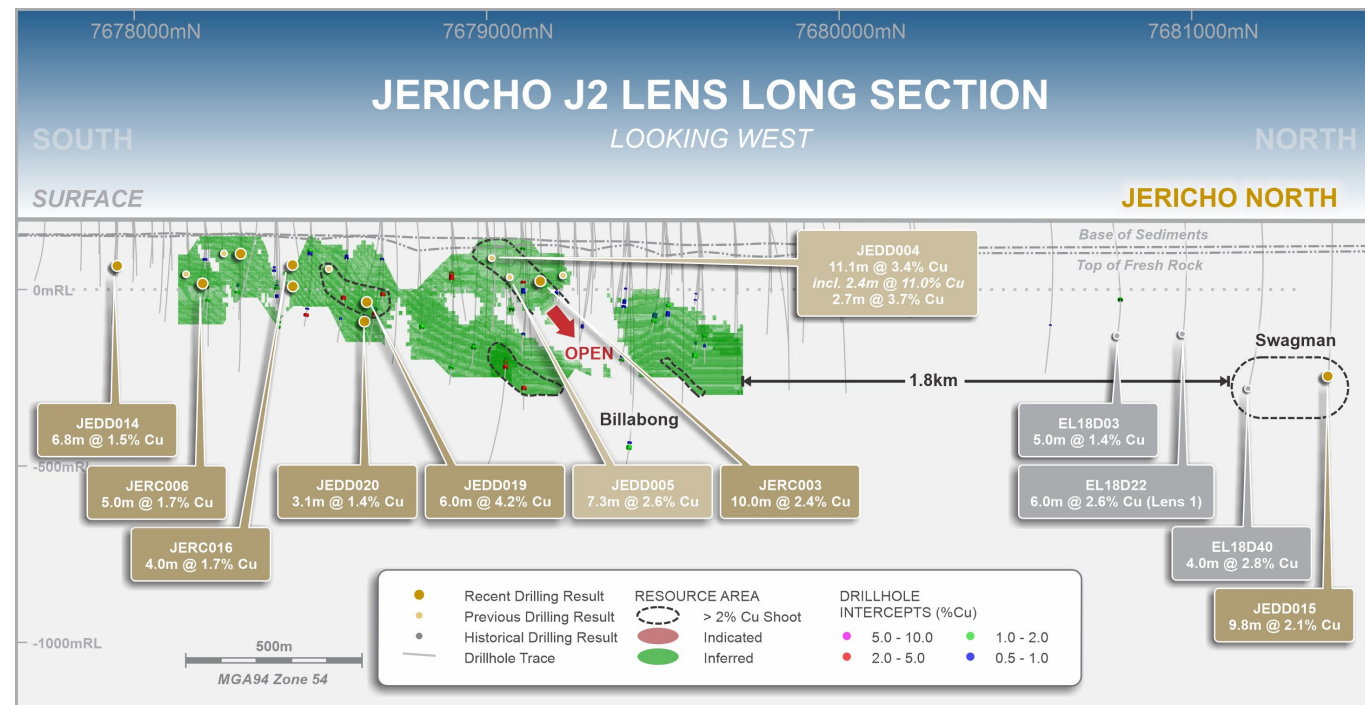 7678000mN
7679000mN
7680000mN
7681000mN
JERICHO J2 LENS LONG SECTION
LOOKING WEST
SOUTH
NORTH
SURFACE
JERICHO NORTH
Base of Sediments
Top of Fresh Rock
JEDD004
11.1m @ 3.4% Cu
incl. 2.4m @ 11.0% Cu
2.7m @ 3.7% Cu
0mRL
OPEN
Swagman
1.8km
Billabong
JEDD014
6.8m @ 1.5% Cu
EL18D03
5.0m @ 1.4% Cu
-500mRL
JERC006
5.0m @ 1.7% Cu
JEDD020
3.1m @ 1.4% Cu
JEDD019
6.0m @ 4.2% Cu
JEDD005
7.3m @ 2.6% Cu
JERC003
10.0m @ 2.4% Cu
EL18D22
6.0m @ 2.6% Cu (Lens 1)
JERC016
4.0m @ 1.7% Cu
EL18D40
4.0m @ 2.8% Cu
JEDD015
9.8m @ 2.1% Cu
Recent Drilling Result
Previous Drilling Result
Historical Drilling Result
Drillhole Trace
RESOURCE AREA
> 2% Cu Shoot
Indicated
Inferred
DRILLHOLE
INTERCEPTS (%Cu)
5.0 - 10.0
2.0 - 5.0
1.0 - 2.0
0.5 - 1.0
-1000mRL
500m
MGA94 Zone 54